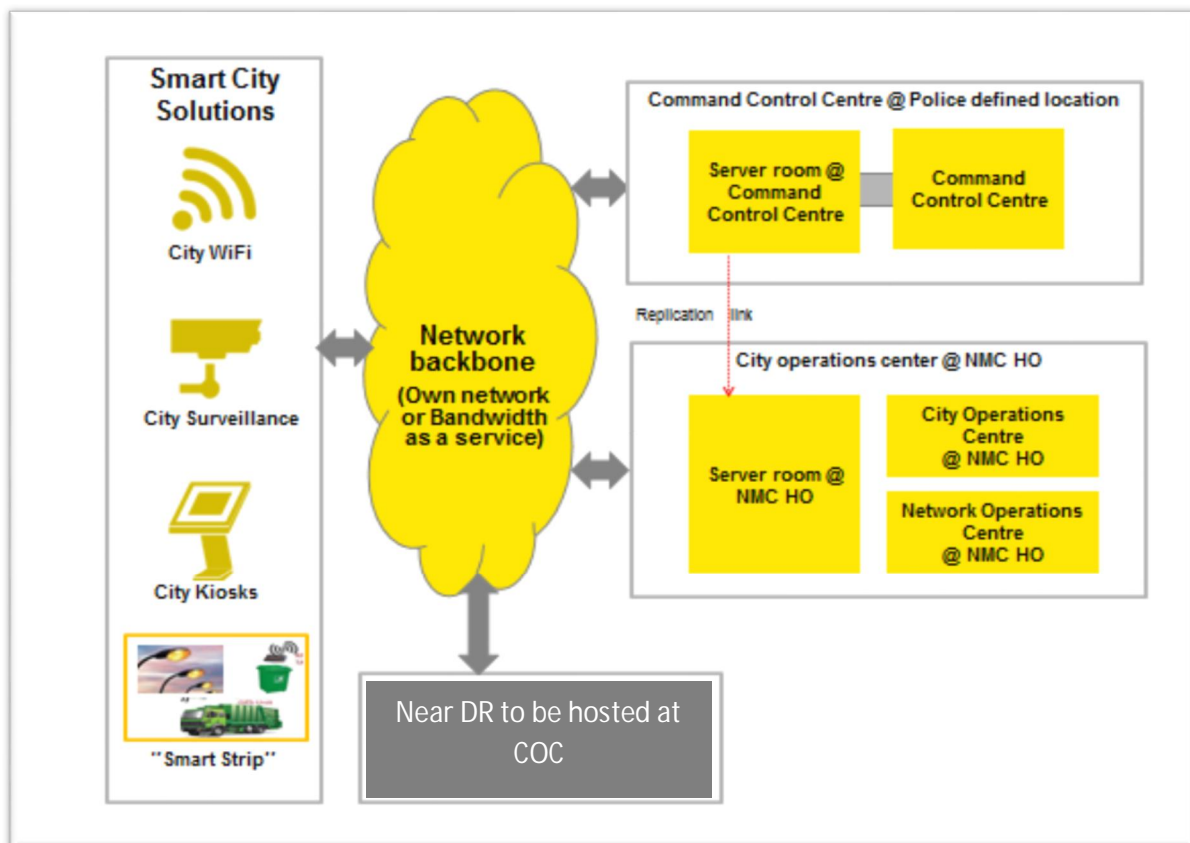 Smart City
Solutions
City WiFi
City Surveillance
City Kiosks
"Smart Strip"
Network
backbone
(Own network
or Bandwidth
as a service)
Command Control Centre @ Police defined location
Server room @
Command
Control Centre
Command
Control Centre
Replication link
City operations center @ NMC HO
Server room @
NMC HO
City Operations
Centre
@ NMC HO
Network Operations
Centre
@ NMC HO
Near DR to be hosted at
COC